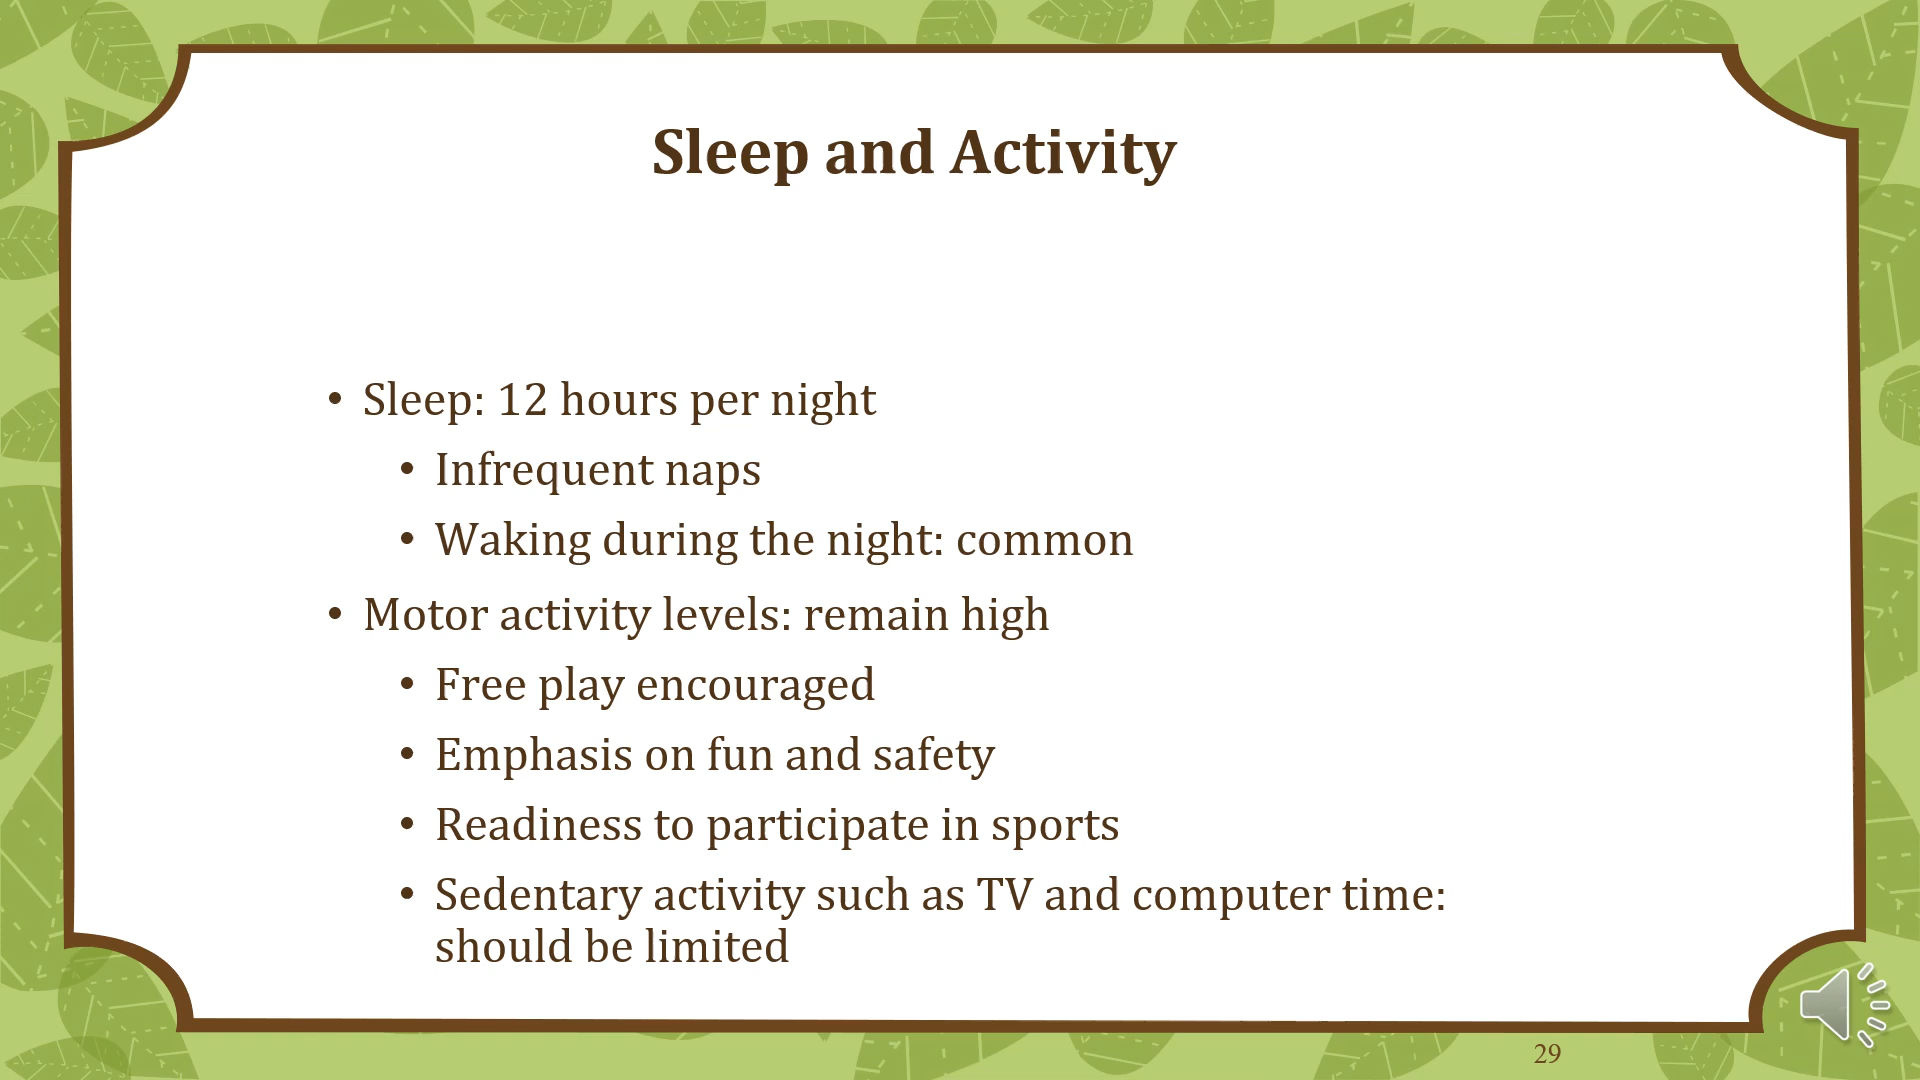 Sleep and Activity
• Sleep: 12 hours per night
• Infrequent naps
• Waking during the night: common
• Motor activity levels: remain high
• Free play encouraged
• Emphasis on fun and safety
• Readiness to participate in sports
• Sedentary activity such as TV and computer time:
should be limited
29